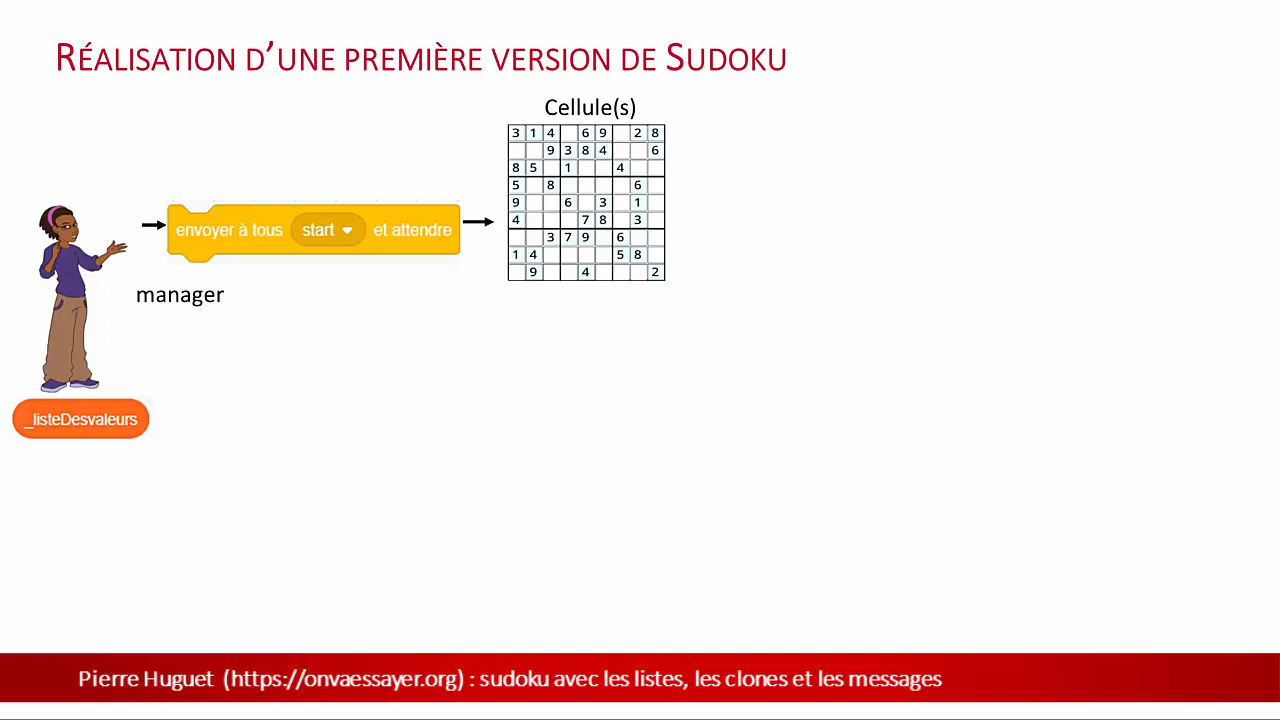 RÉALISATION D'UNE PREMIÈRE VERSION DE SUDOKU
Cellule(s)
3 1 4 6 9 2 8
9 3 8 4 6
8 5 1 4
5 8 6
9 6 3 1
4 7 8 3
3 7 9 6
1 4 5 8
9 4 2
envoyer à tous start et attendre
manager
_listeDesvaleurs
Pierre Huguet (https://onvaessayer.org) : sudoku avec les listes, les clones et les messages